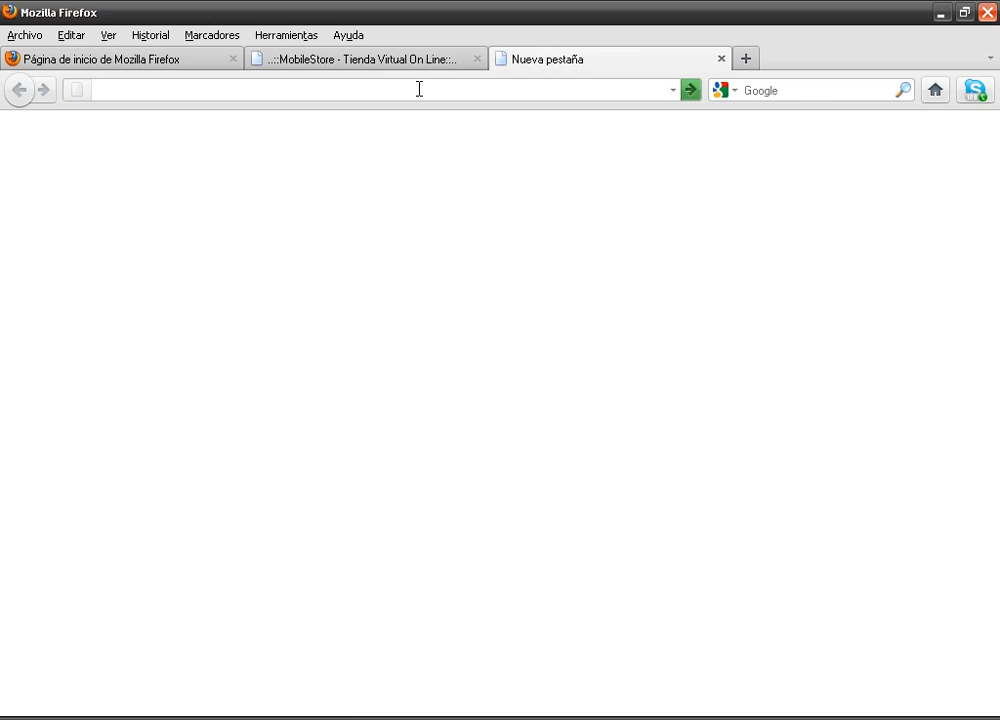 Mozilla Firefox
Archivo Editar Ver Historial Marcadores Herramientas Ayuda
Página de inicio de Mozilla Firefox ..::MobileStore - Tienda Virtual On Line::... Nueva pestaña
Google